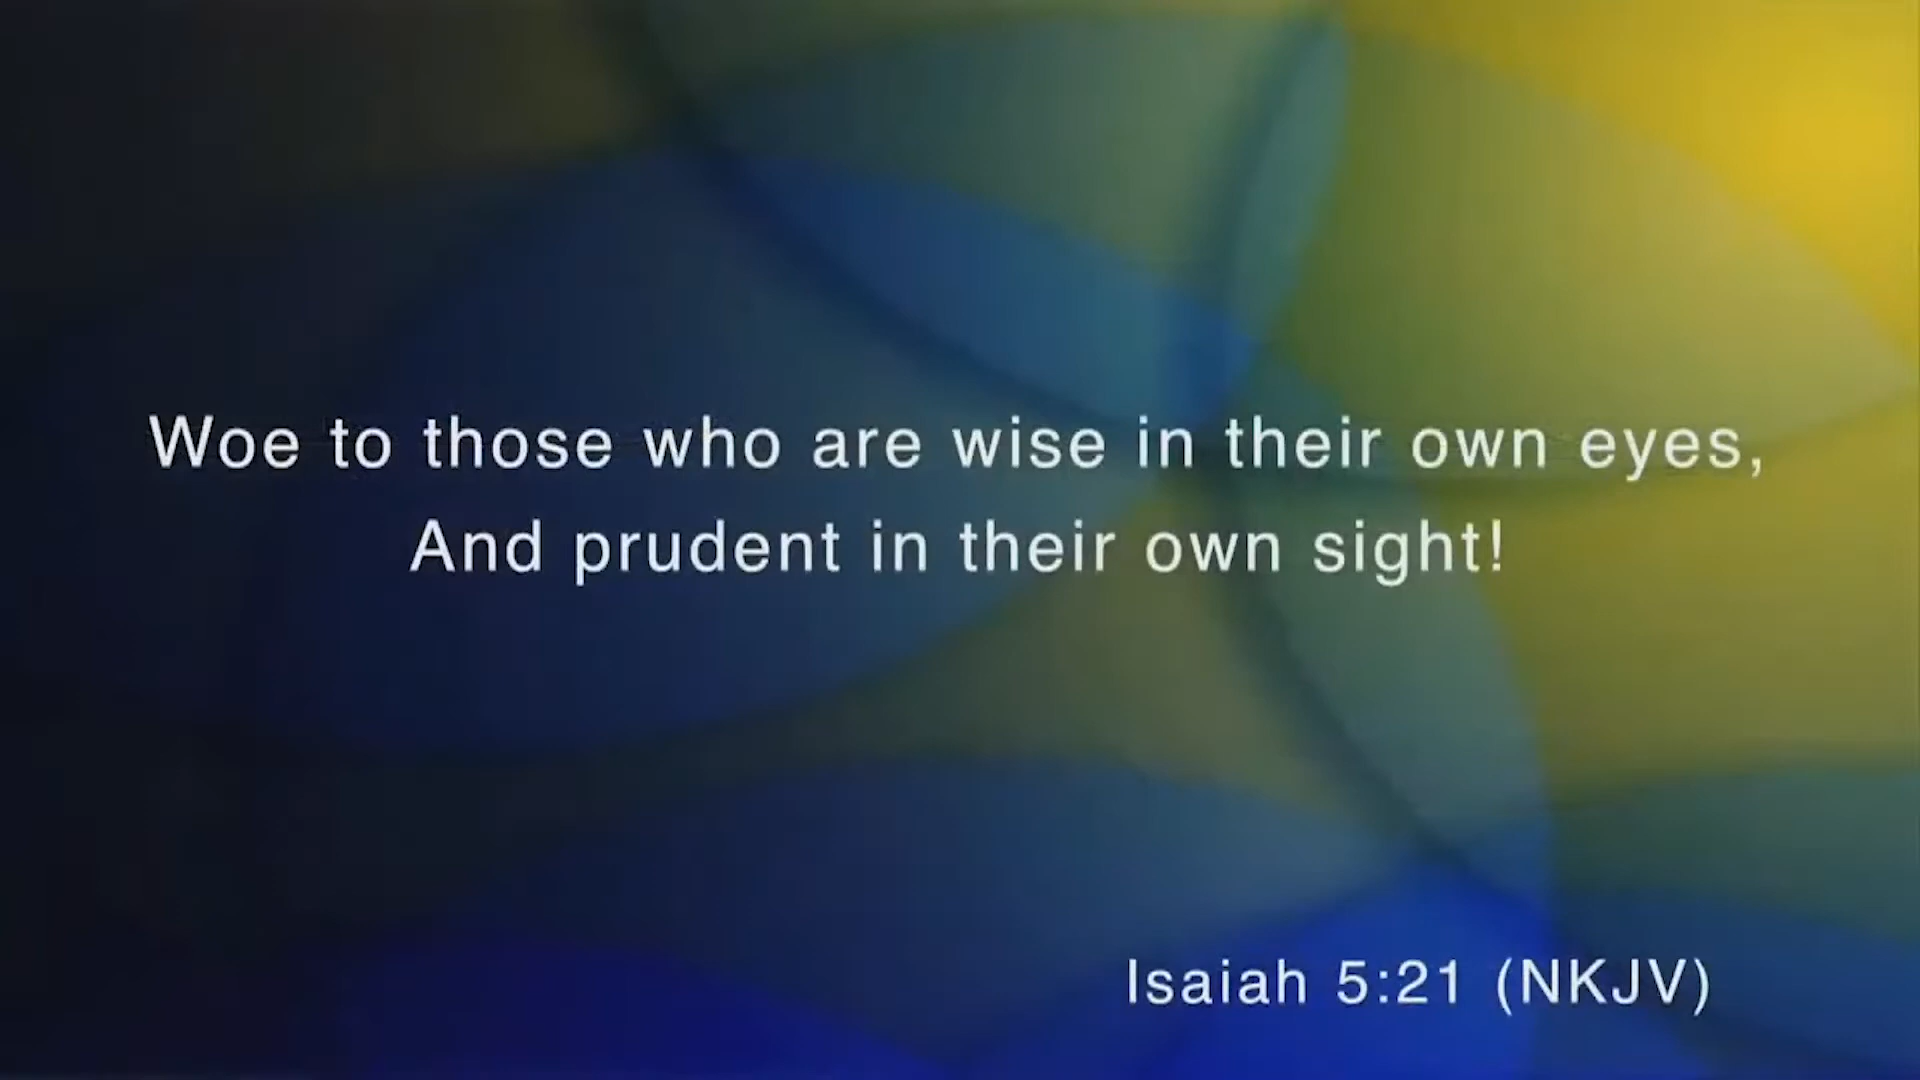 Woe to those who are wise in their own eyes,
And prudent in their own sight!
Isaiah 5:21 (NKJV)